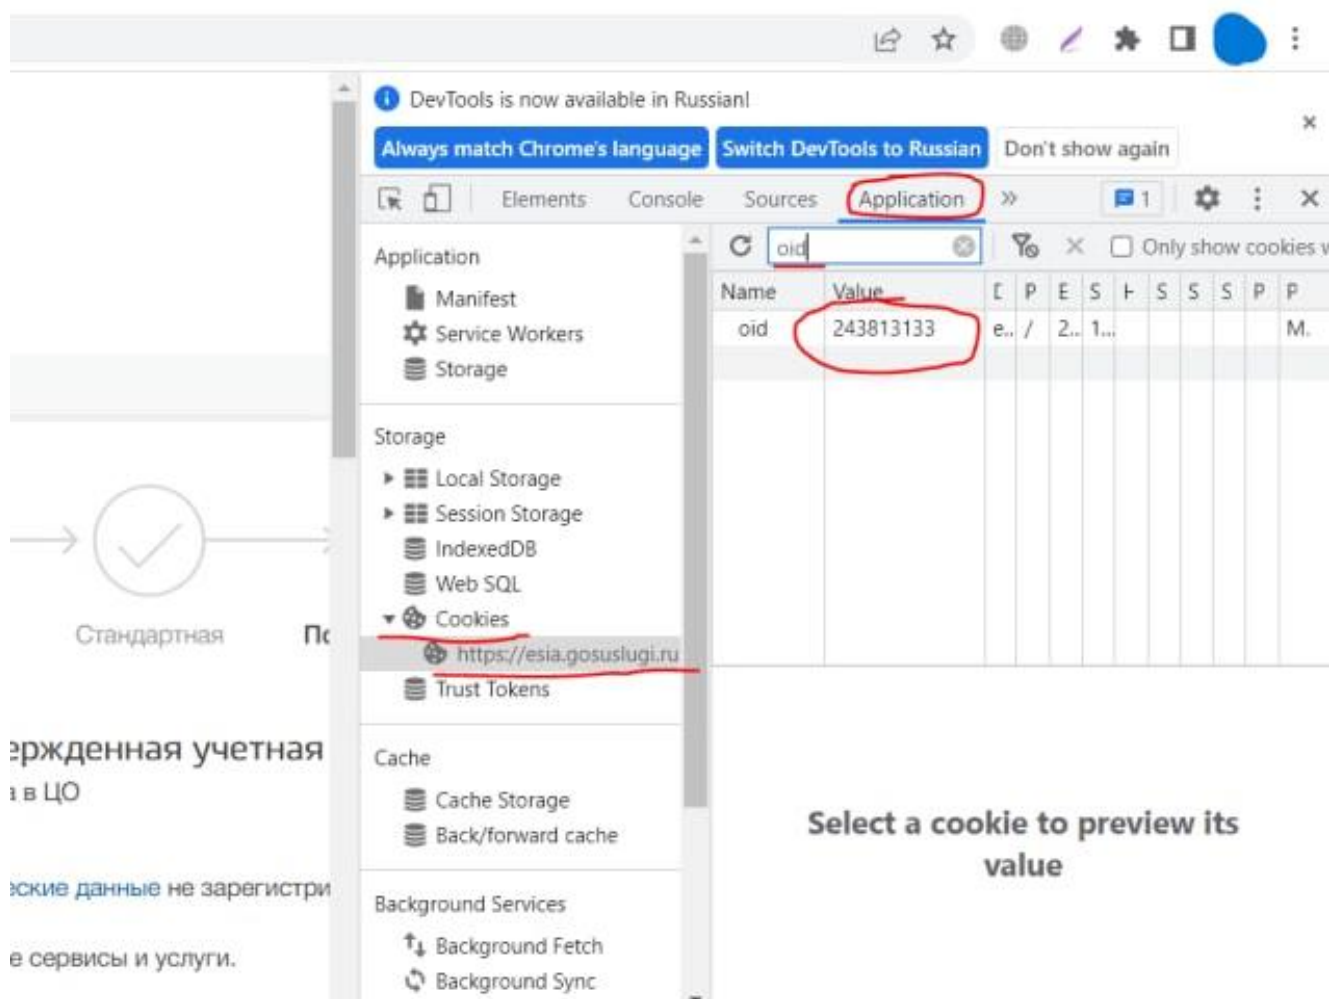 DevTools is now available in Russian!
Always match Chrome's language Switch DevTools to Russian Don't show again
Elements Console Sources Application 1
Application
Manifest
Service Workers
Storage
Storage
Local Storage
Session Storage
IndexedDB
Web SQL
Cookies
https://esia.gosuslugi.ru
Trust Tokens
Cache
Cache Storage
Back/forward cache
Background Services
Background Fetch
Background Sync
oid Only show cookies
Name Value P E S S S S P P
oid 243813133 e.. / 2... 1... M.
Select a cookie to preview its
value
Стандартная По
ержденная учетная
а в ЦО
еские данные не зарегистри
е сервисы и услуги.